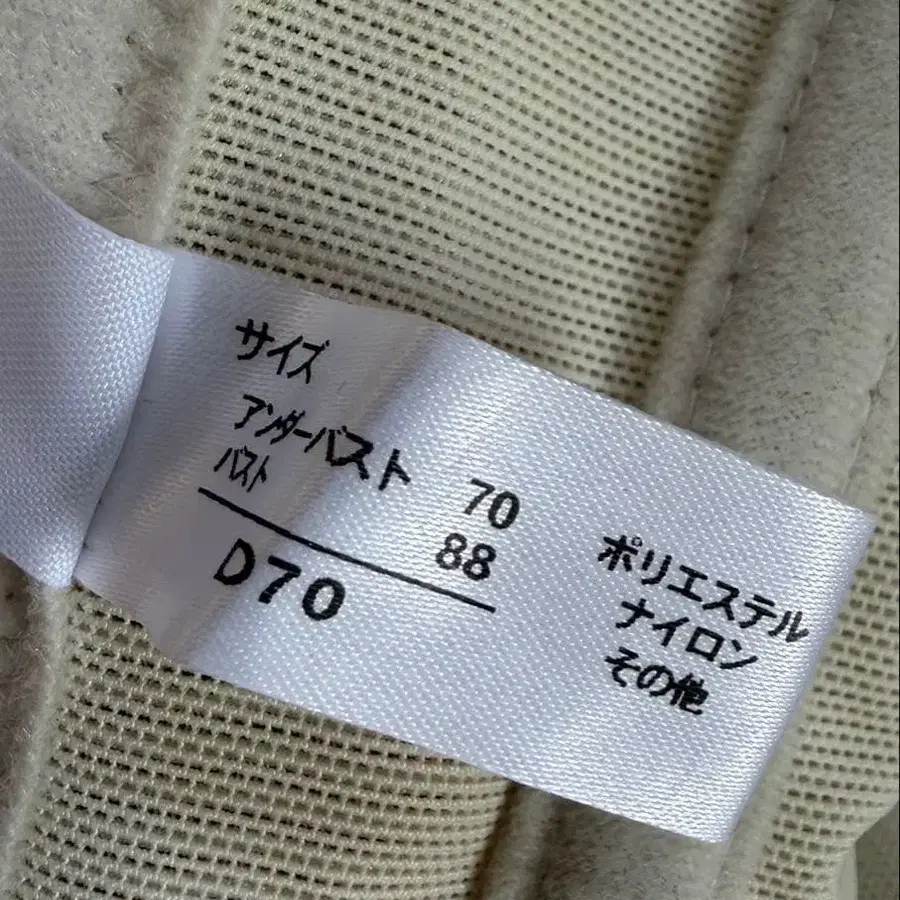 サイズ
アンダーバスト 70
バスト 88
D70
ポリエステル
ナイロン
その他